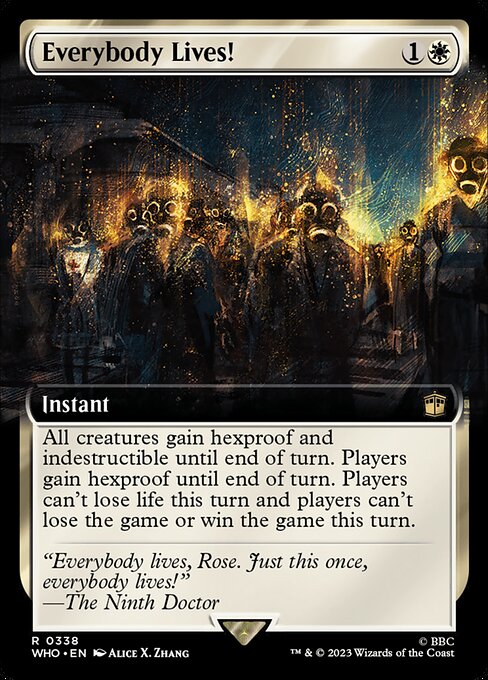 Everybody Lives! 1
Instant
All creatures gain hexproof and
indestructible until end of turn. Players
gain hexproof until end of turn. Players
can't lose life this turn and players can't
lose the game or win the game this turn.
“Everybody lives, Rose. Just this once,
everybody lives!”
—The Ninth Doctor
R 0338
WHO • EN ALICE X. ZHANG
© BBC
™ & © 2023 Wizards of the Coast